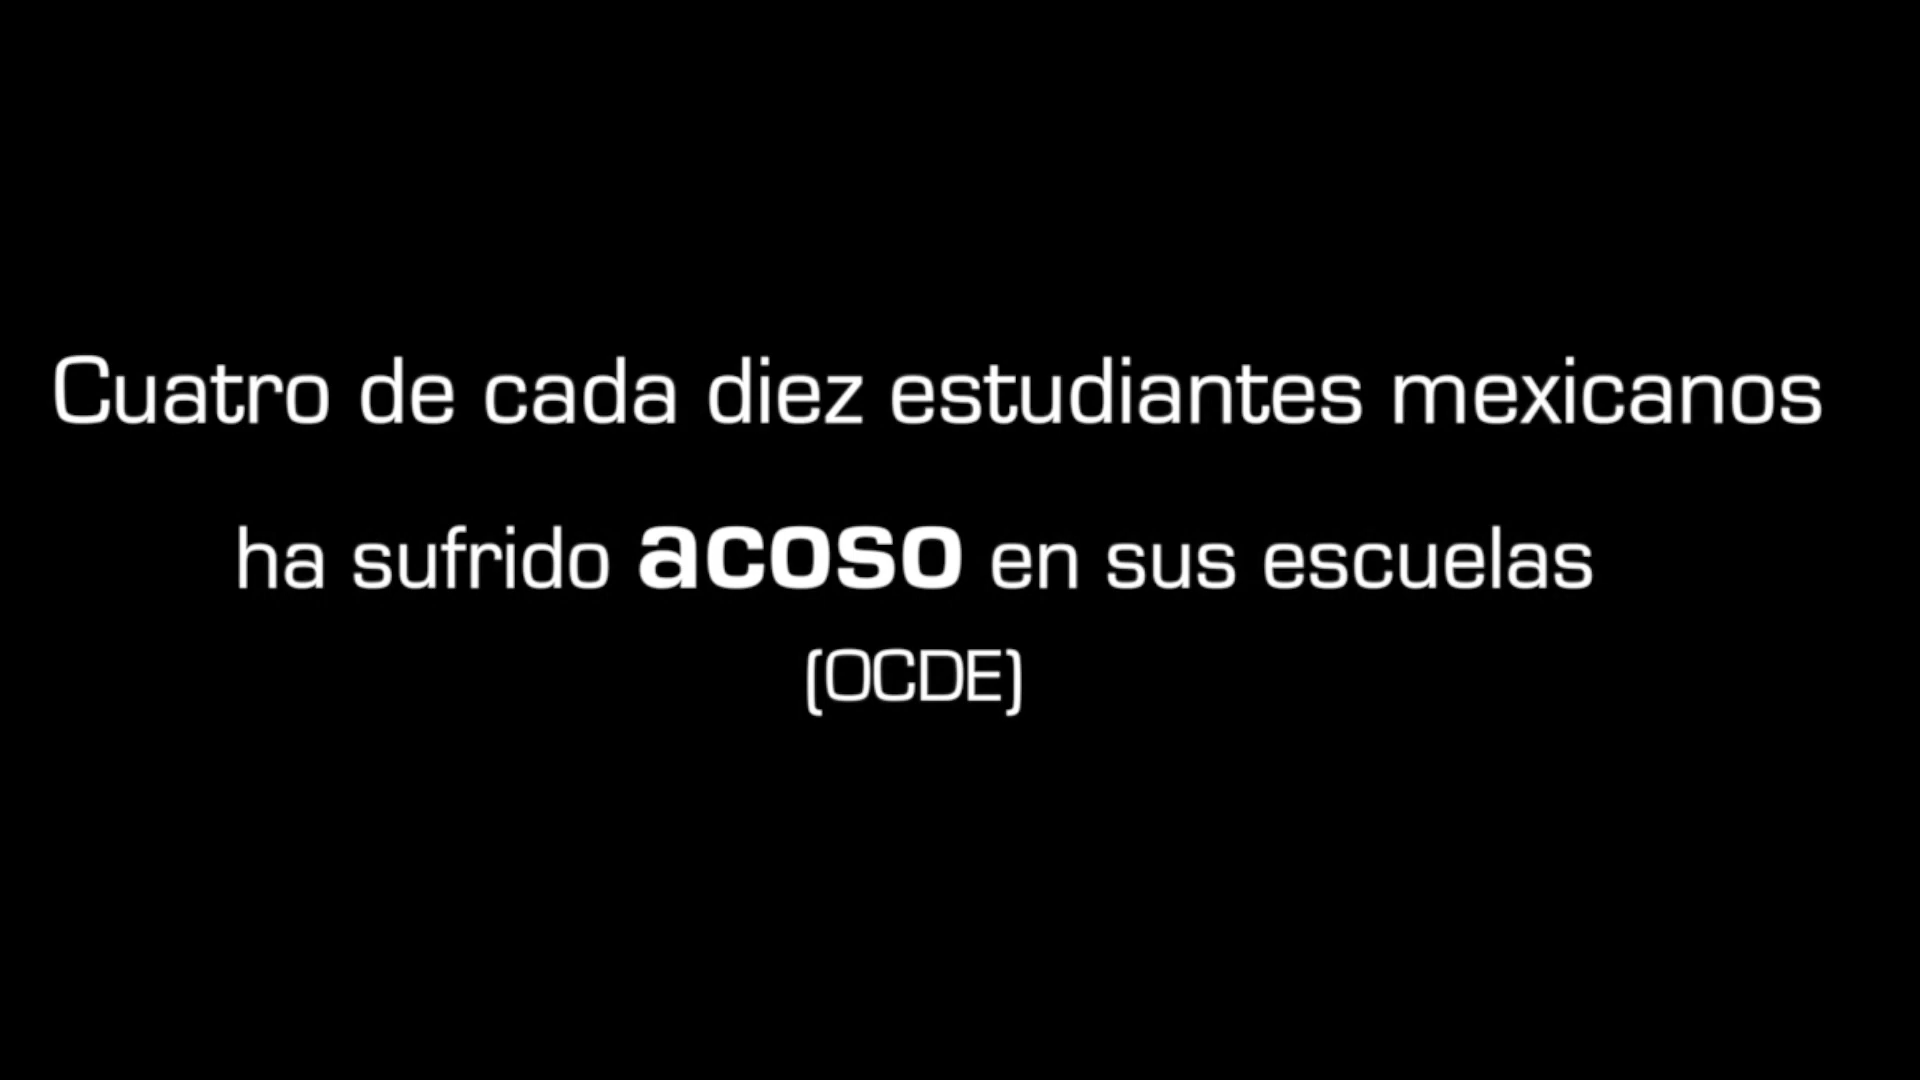 Cuatro de cada diez estudiantes mexicanos
ha sufrido acoso en sus escuelas
(OCDE)